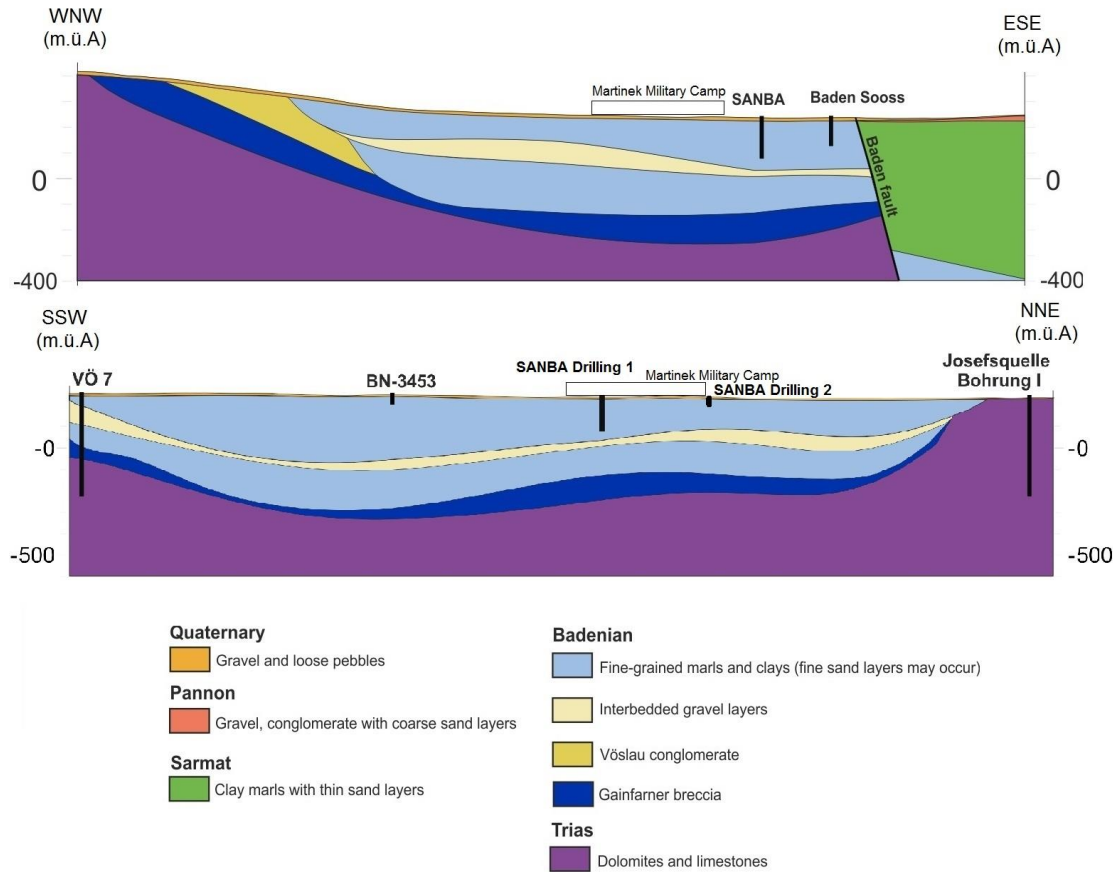 WNW
(m.ü.A)
ESE
(m.ü.A)
Martinek Military Camp
SANBA
Baden Sooss
Baden fault
0
0
-400
-400
SSW
(m.ü.A)
NNE
(m.ü.A)
VÖ 7
BN-3453
SANBA Drilling 1
Martinek Military Camp
SANBA Drilling 2
Josefsquelle
Bohrung I
-0
-0
-500
-500
Quaternary
Gravel and loose pebbles
Pannon
Gravel, conglomerate with coarse sand layers
Sarmat
Clay marls with thin sand layers
Badenian
Fine-grained marls and clays (fine sand layers may occur)
Interbedded gravel layers
Vöslau conglomerate
Gainfarner breccia
Trias
Dolomites and limestones